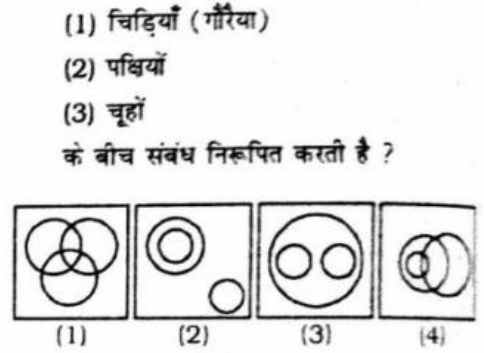 (1) चिड़ियाँ (गौरैया)
(2) पक्षियों
(3) चूहों
के बीच संबंध निरूपित करती है ?
(1) (2) (3) (4)